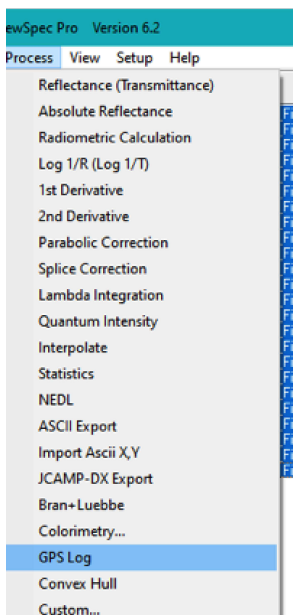 ewSpec Pro Version 6.2
Process View Setup Help
Reflectance (Transmittance)
Absolute Reflectance
Radiometric Calculation
Log 1/R (Log 1/T)
1st Derivative
2nd Derivative
Parabolic Correction
Splice Correction
Lambda Integration
Quantum Intensity
Interpolate
Statistics
NEDL
ASCII Export
Import Ascii X,Y
JCAMP-DX Export
Bran+Luebbe
Colorimetry...
GPS Log
Convex Hull
Custom...